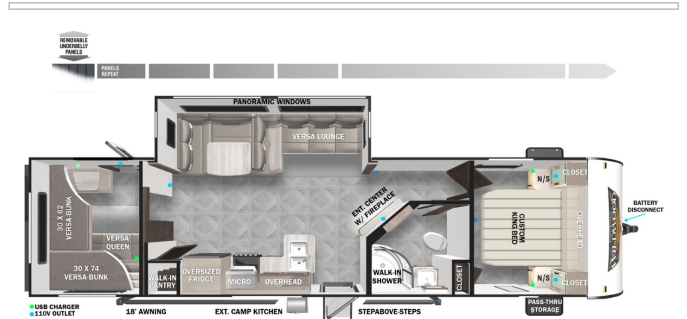 REMOVABLE
UNDERBELLY
PANELS
PANELS
REPEAT
PANORAMIC WINDOWS
VERSA-LOUNGE
30 X 62
VERSA-BUNK
VERSA
QUEEN
30 X 74
VERSA-BUNK
WALK-IN
PANTRY
OVERSIZED
FRIDGE
MICRO
OVERHEAD
ENT. CENTER
W/ FIREPLACE
WALK-IN
SHOWER
CLOSET
N/S
CLOSET
CUSTOM
KING BED
OVERHEAD
N/S
CLOSET
BATTERY
DISCONNECT
PASS-THRU
STORAGE
USB CHARGER
110V OUTLET
18' AWNING
EXT. CAMP KITCHEN
STEPABOVE-STEPS